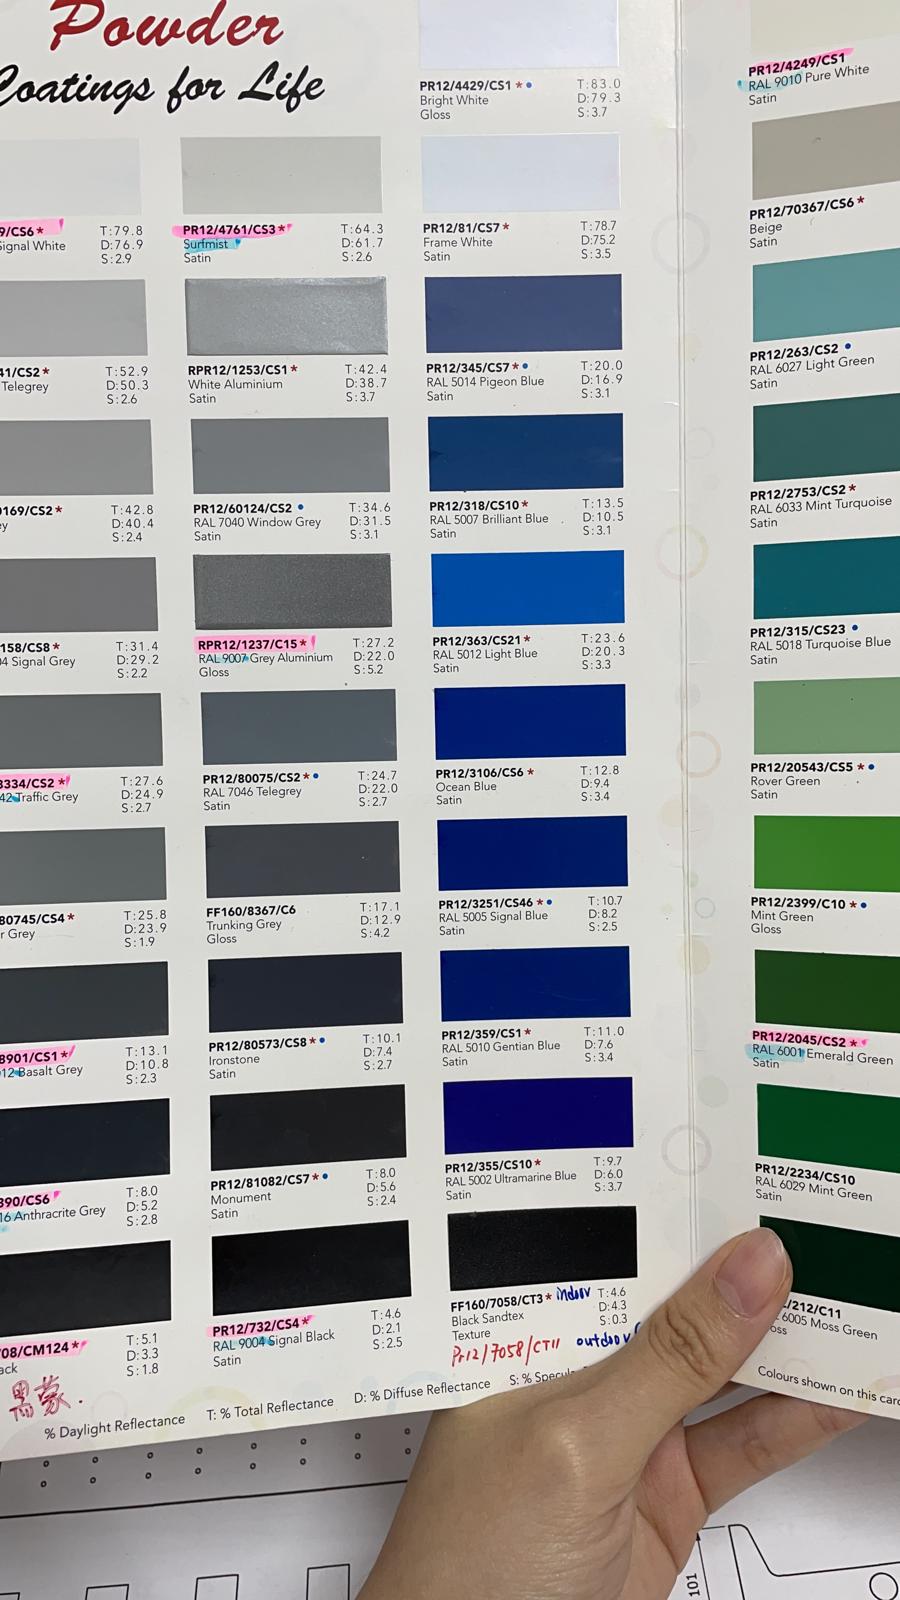 Powder
Coatings for Life
9/CS6* T:79.8
Signal White D:76.9
S:2.9
41/CS2* T:52.9
Telegrey D:50.3
S:2.6
0169/CS2* T:42.8
ey D:40.4
S:2.4
158/CS8* T:31.4
04 Signal Grey D:29.2
S:2.2
3334/CS2* T:27.6
42 Traffic Grey D:24.9
S:2.7
80745/CS4* T:25.8
r Grey D:23.9
S:1.9
8901/CS1* T:13.1
12 Basalt Grey D:10.8
S:2.3
390/CS6 T:8.0
16 Anthracrite Grey D:5.2
S:2.8
08/CM124* T:5.1
ack D:3.3
S:1.8
PR12/4761/CS3* T:64.3
Surfmist D:61.7
Satin S:2.6
RPR12/1253/CS1* T:42.4
White Aluminium D:38.7
Satin S:3.7
PR12/60124/CS2 • T:34.6
RAL 7040 Window Grey D:31.5
Satin S:3.1
RPR12/1237/C15* T:27.2
RAL 9007 Grey Aluminium D:22.0
Gloss S:5.2
PR12/80075/CS2*• T:24.7
RAL 7046 Telegrey D:22.0
Satin S:2.7
FF160/8367/C6 T:17.1
Trunking Grey D:12.9
Gloss S:4.2
PR12/80573/CS8*• T:10.1
Ironstone D:7.4
Satin S:2.7
PR12/81082/CS7*• T:8.0
Monument D:5.6
Satin S:2.4
PR12/732/CS4* T:4.6
RAL 9004 Signal Black D:2.1
Satin S:2.5
PR12/4429/CS1*• T:83.0
Bright White D:79.3
Gloss S:3.7
PR12/81/CS7* T:78.7
Frame White D:75.2
Satin S:3.5
PR12/345/CS7*• T:20.0
RAL 5014 Pigeon Blue D:16.9
Satin S:3.1
PR12/318/CS10* T:13.5
RAL 5007 Brilliant Blue D:10.5
Satin S:3.1
PR12/363/CS21* T:23.6
RAL 5012 Light Blue D:20.3
Satin S:3.3
PR12/3106/CS6* T:12.8
Ocean Blue D:9.4
Satin S:3.4
PR12/3251/CS46*• T:10.7
RAL 5005 Signal Blue D:8.2
Satin S:2.5
PR12/359/CS1* T:11.0
RAL 5010 Gentian Blue D:7.6
Satin S:3.4
PR12/355/CS10* T:9.7
RAL 5002 Ultramarine Blue D:6.0
Satin S:3.7
FF160/7058/CT3* indoor T:4.6
Black Sandtex D:4.3
Texture S:0.3
Pr12/7058/CT11 outdoor
% Daylight Reflectance T: % Total Reflectance D: % Diffuse Reflectance S: % Specul
PR12/4249/CS1
RAL 9010 Pure White
Satin
PR12/70367/CS6*
Beige
Satin
PR12/263/CS2 •
RAL 6027 Light Green
Satin
PR12/2753/CS2*
RAL 6033 Mint Turquoise
Satin
PR12/315/CS23 •
RAL 5018 Turquoise Blue
Satin
PR12/20543/CS5*•
Rover Green
Satin
PR12/2399/C10*•
Mint Green
Gloss
PR12/2045/CS2*
RAL 6001 Emerald Green
Satin
PR12/2234/CS10
RAL 6029 Mint Green
Satin
/212/C11
6005 Moss Green
oss
Colours shown on this card
101